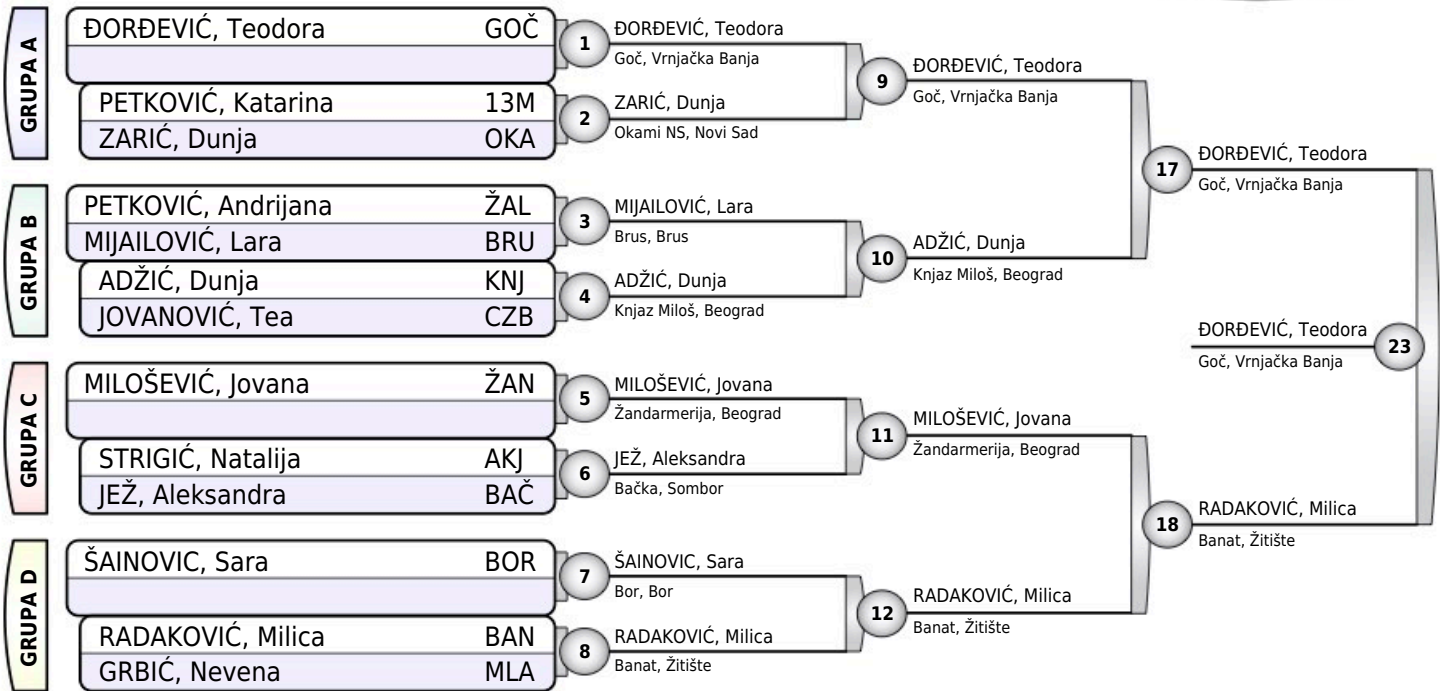 GRUPA A
ĐORĐEVIĆ, Teodora GOČ
PETKOVIĆ, Katarina 13M
ZARIĆ, Dunja OKA
GRUPA B
PETKOVIĆ, Andrijana ŽAL
MIJAILOVIĆ, Lara BRU
ADŽIĆ, Dunja KNJ
JOVANOVIĆ, Tea CZB
GRUPA C
MILOŠEVIĆ, Jovana ŽAN
STRIGIĆ, Natalija AKJ
JEŽ, Aleksandra BAČ
GRUPA D
ŠAINOVIC, Sara BOR
RADAKOVIĆ, Milica BAN
GRBIĆ, Nevena MLA
1
ĐORĐEVIĆ, Teodora
Goč, Vrnjačka Banja
2
ZARIĆ, Dunja
Okami NS, Novi Sad
3
MIJAILOVIĆ, Lara
Brus, Brus
4
ADŽIĆ, Dunja
Knjaz Miloš, Beograd
5
MILOŠEVIĆ, Jovana
Žandarmerija, Beograd
6
JEŽ, Aleksandra
Bačka, Sombor
7
ŠAINOVIC, Sara
Bor, Bor
8
RADAKOVIĆ, Milica
Banat, Žitište
9
ĐORĐEVIĆ, Teodora
Goč, Vrnjačka Banja
10
ADŽIĆ, Dunja
Knjaz Miloš, Beograd
11
MILOŠEVIĆ, Jovana
Žandarmerija, Beograd
12
RADAKOVIĆ, Milica
Banat, Žitište
17
ĐORĐEVIĆ, Teodora
Goč, Vrnjačka Banja
18
RADAKOVIĆ, Milica
Banat, Žitište
ĐORĐEVIĆ, Teodora
Goč, Vrnjačka Banja
23